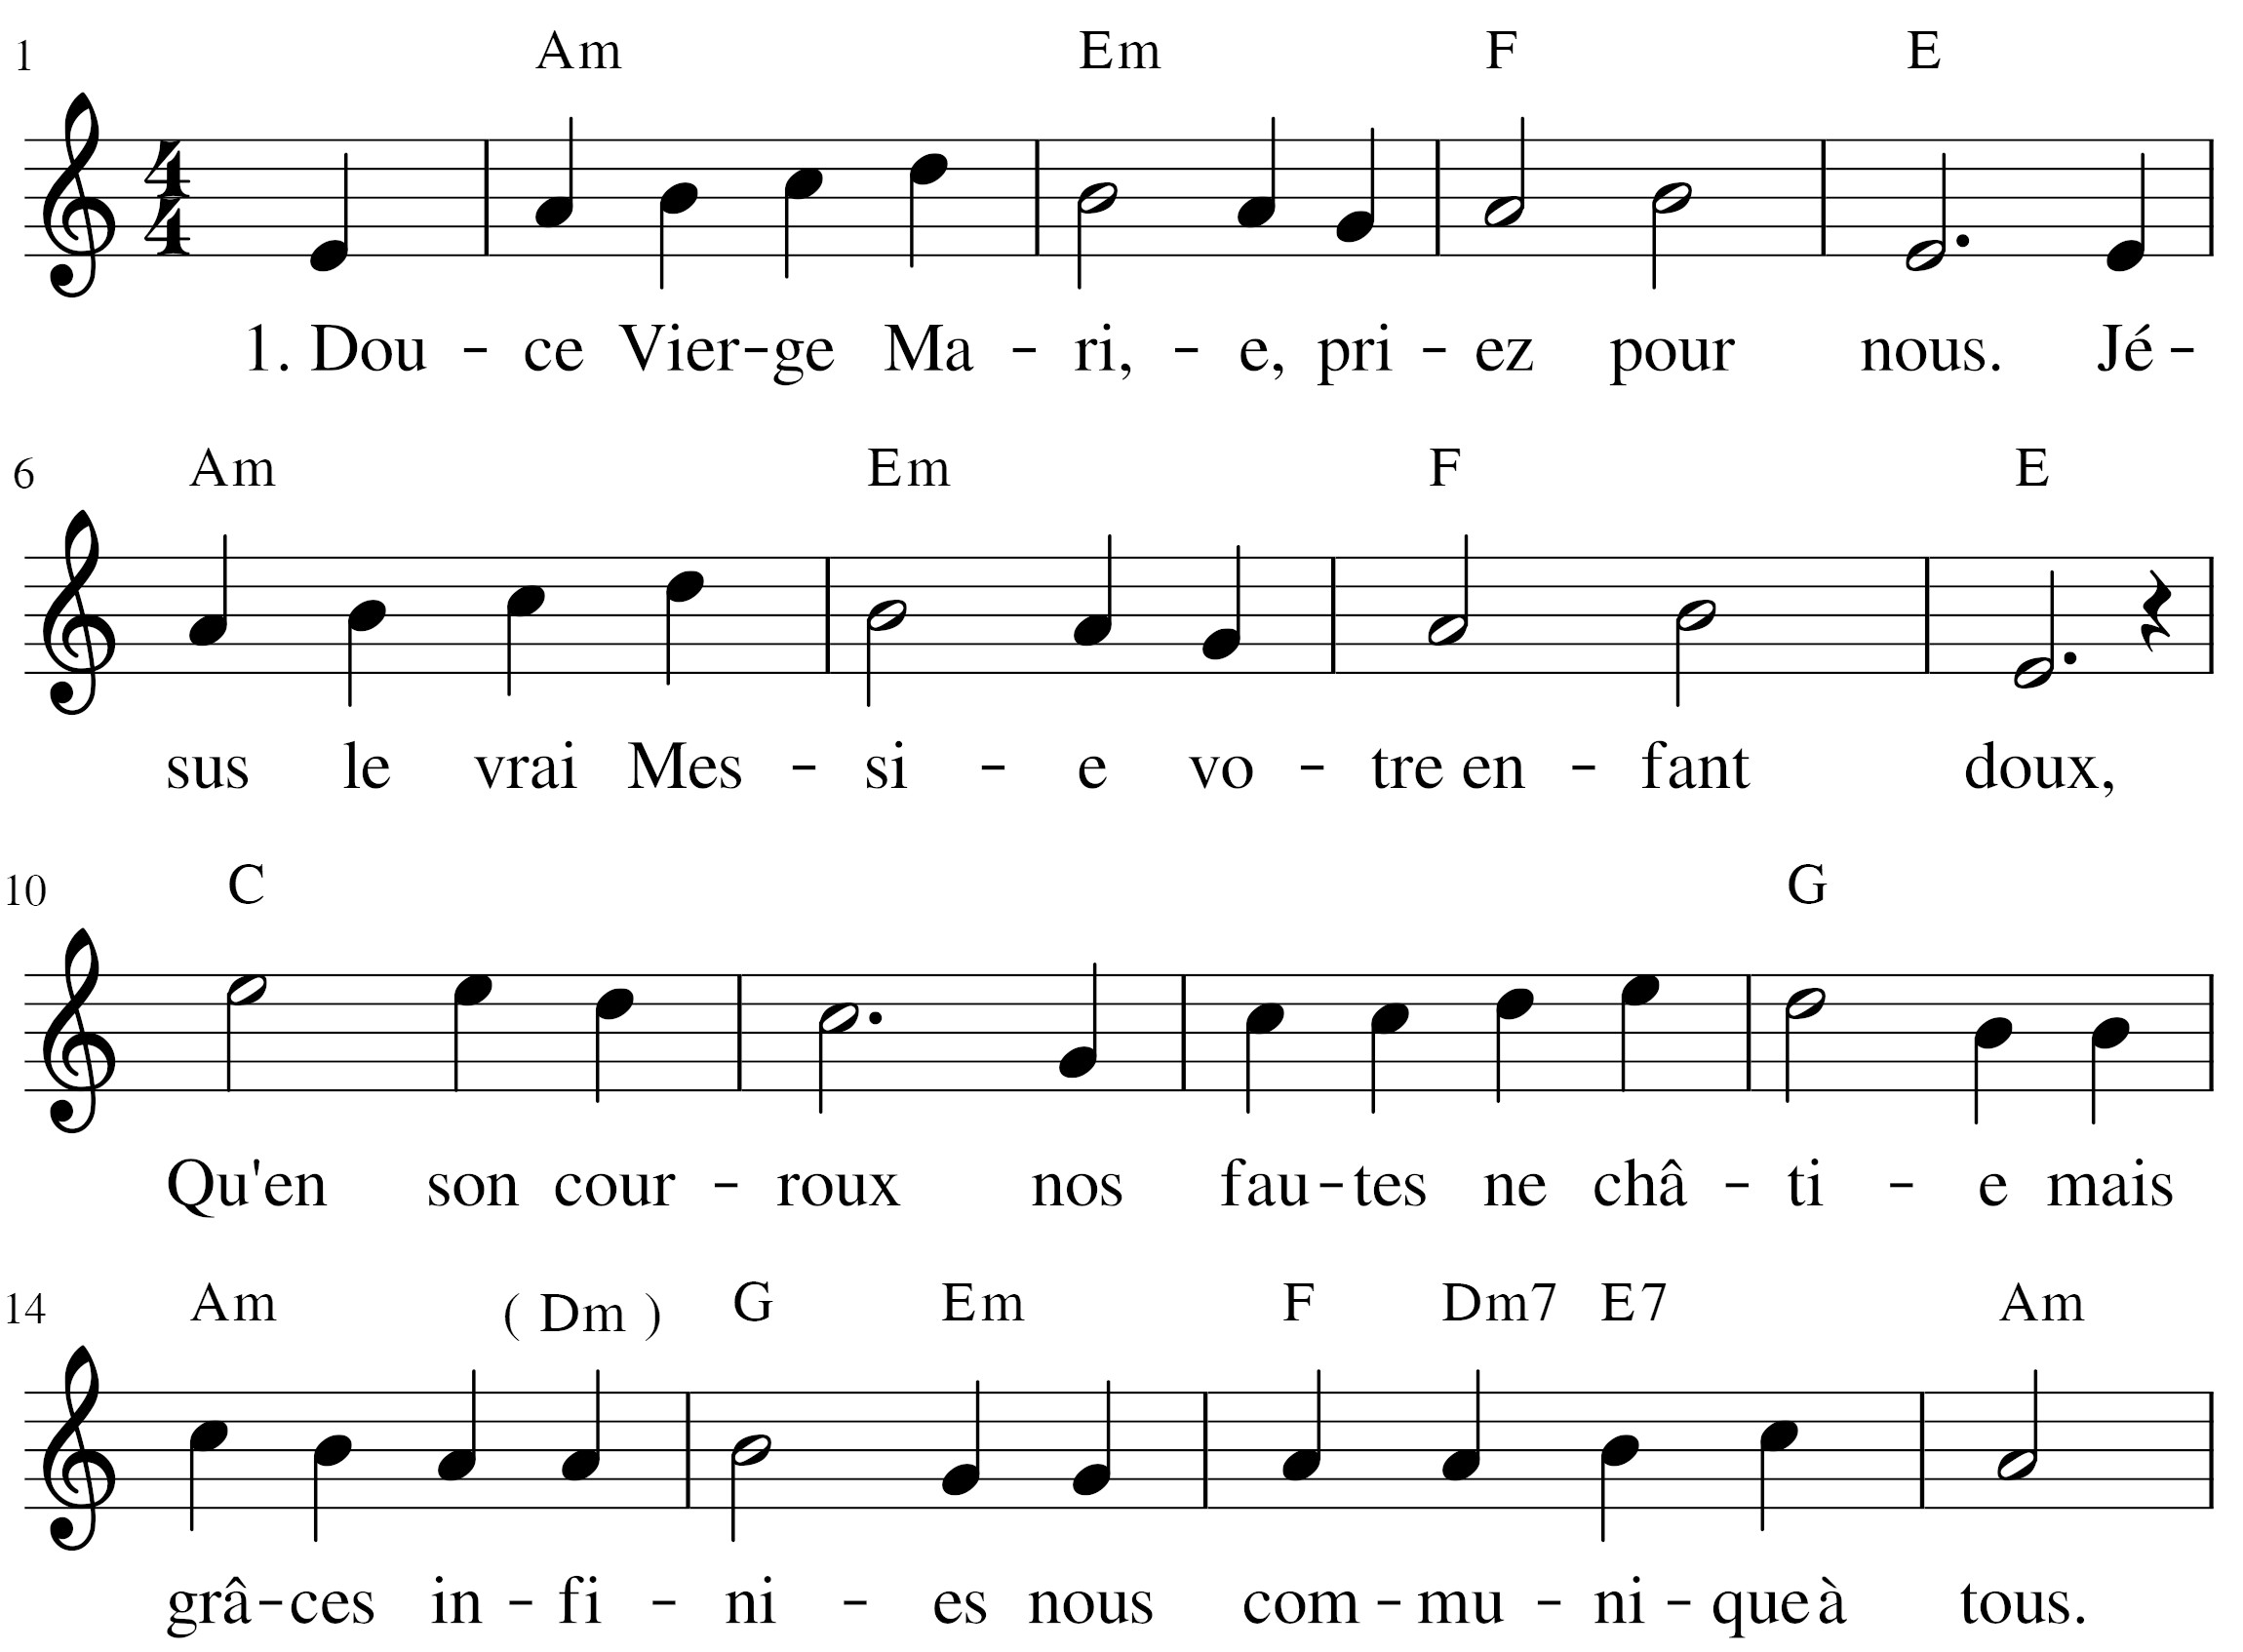 1 Am Em F E
4
4
1. Dou - ce Vier-ge Ma - ri, - e, pri - ez pour nous. Jé -
6 Am Em F E
sus le vrai Mes - si - e vo - tre en - fant doux,
10 C G
Qu'en son cour - roux nos fau-tes ne châ - ti - e mais
14 Am ( Dm ) G Em F Dm7 E7 Am
grâ-ces in - fi - ni - es nous com-mu - ni - que à tous.